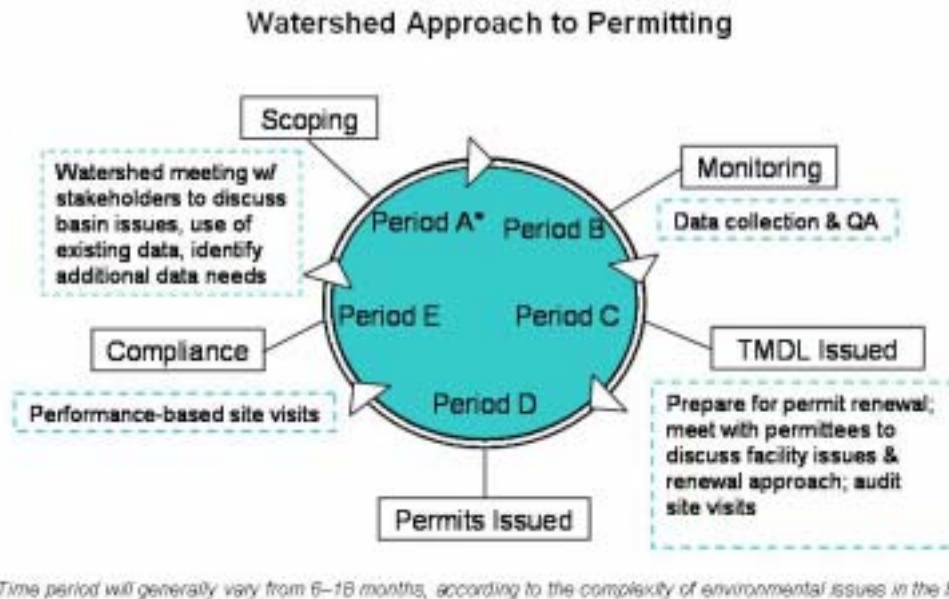 Watershed Approach to Permitting
Scoping
Watershed meeting w/
stakeholders to discuss
basin issues, use of
existing data, identify
additional data needs
Monitoring
Data collection & QA
Period A*
Period B
Period E
Period C
Period D
Compliance
Performance-based site visits
TMDL Issued
Prepare for permit renewal;
meet with permittees to
discuss facility issues &
renewal approach; audit
site visits
Permits Issued
Time period will generally vary from 6–18 months, according to the complexity of environmental issues in the